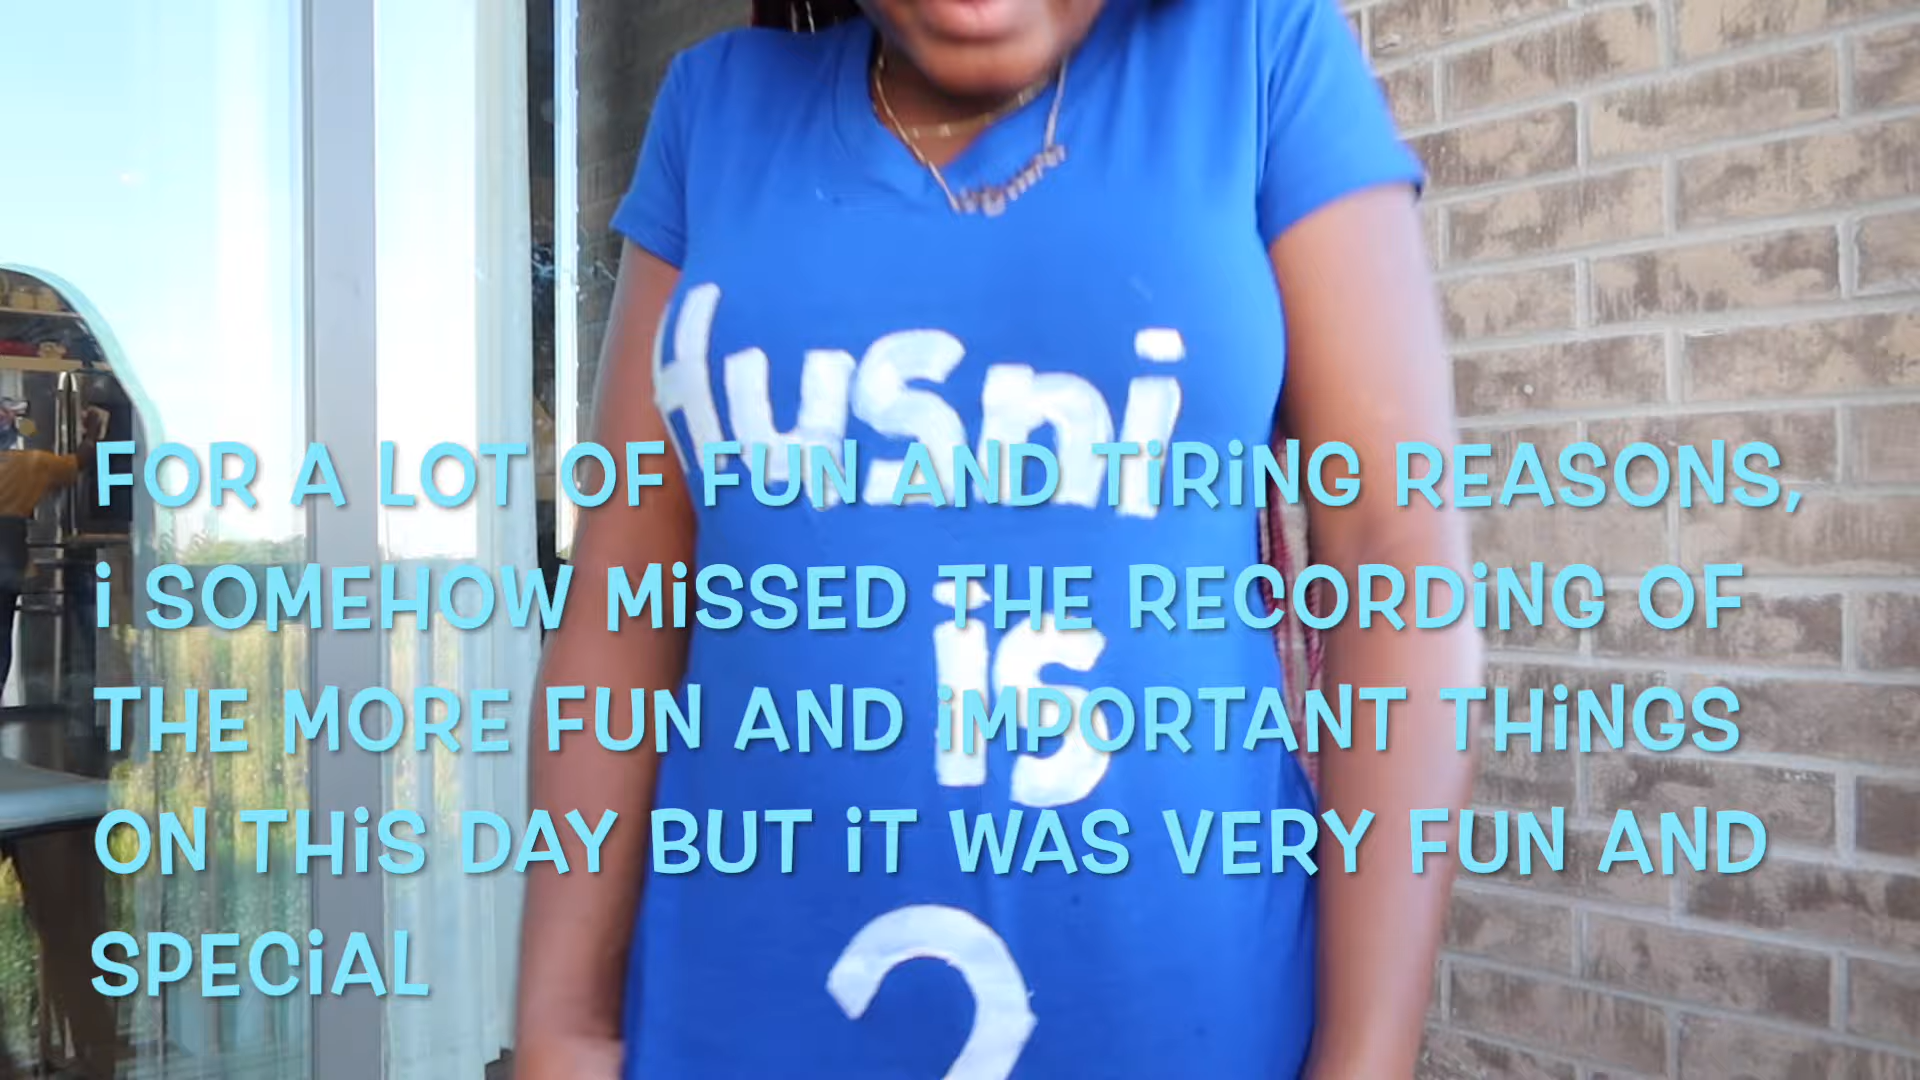 Husni
is
2
FOR A LOT OF FUN AND TiRiNG REASONS,
i SOMEHOW MiSSED THE RECORDiNG OF
THE MORE FUN AND iMPORTANT THiNGS
ON THiS DAY BUT iT WAS VERY FUN AND
SPECiAL